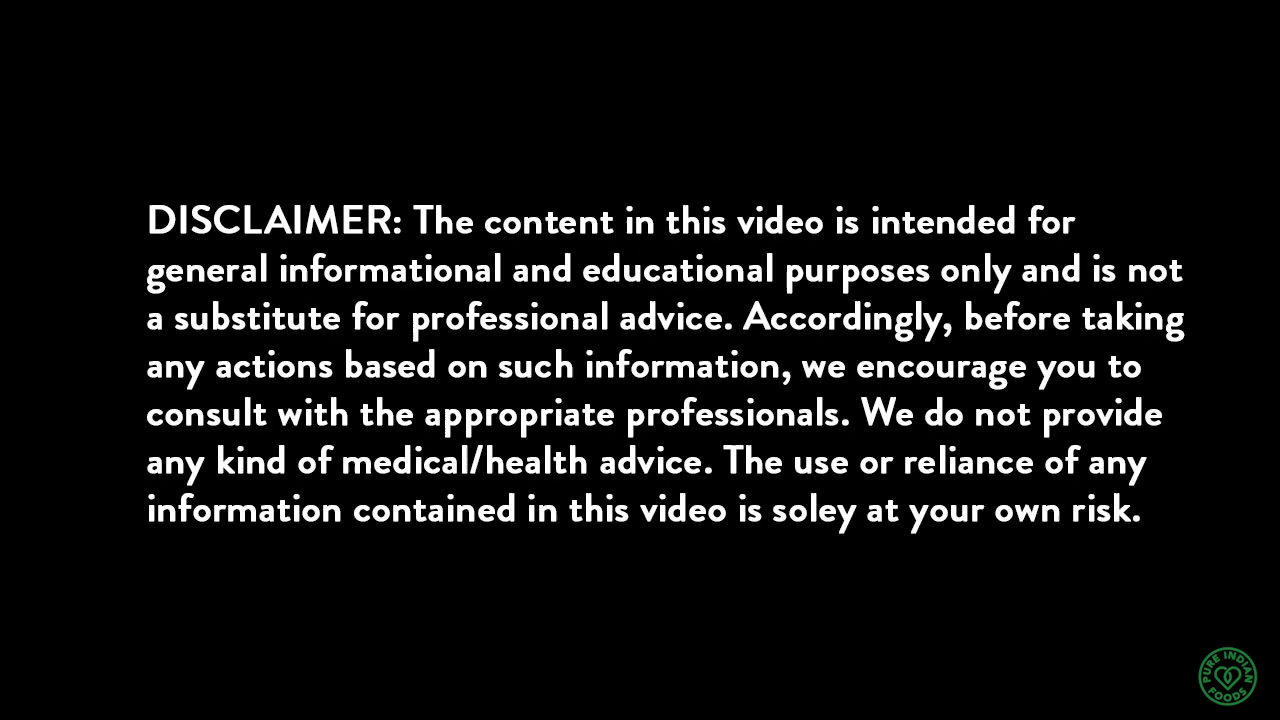 DISCLAIMER: The content in this video is intended for
general informational and educational purposes only and is not
a substitute for professional advice. Accordingly, before taking
any actions based on such information, we encourage you to
consult with the appropriate professionals. We do not provide
any kind of medical/health advice. The use or reliance of any
information contained in this video is soley at your own risk.
PURE INDIAN
FOODS